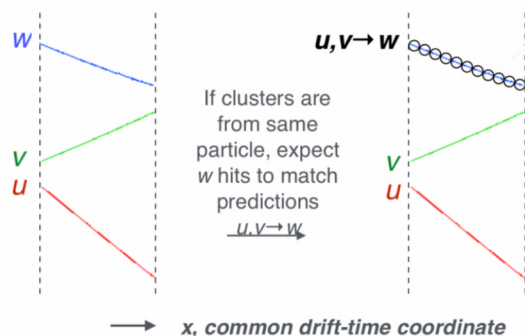 w
v
u
If clusters are
from same
particle, expect
w hits to match
predictions
u,v→w
u,v→ w
v
u
x, common drift-time coordinate